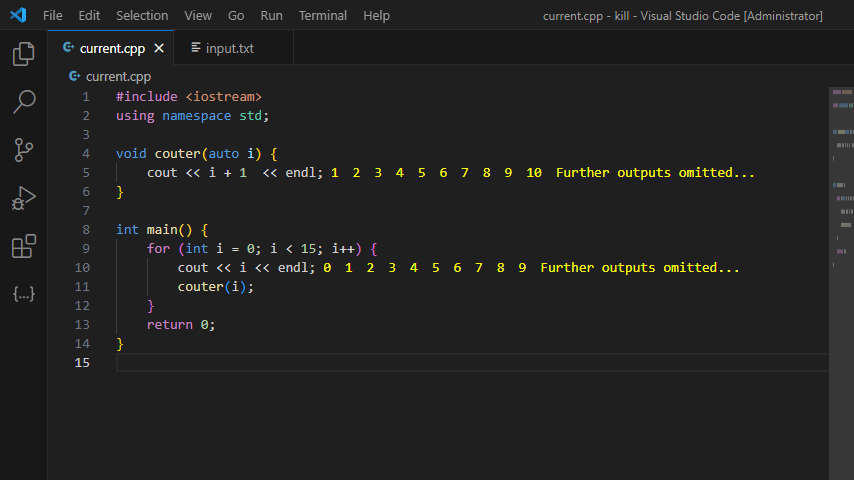 File Edit Selection View Go Run Terminal Help current.cpp - kill - Visual Studio Code [Administrator]
current.cpp input.txt
current.cpp
1 #include <iostream>
2 using namespace std;
3
4 void couter(auto i) {
5 cout << i + 1  << endl; 1 2 3 4 5 6 7 8 9 10 Further outputs omitted...
6 }
7
8 int main() {
9 for (int i = 0; i < 15; i++) {
10 cout << i << endl; 0 1 2 3 4 5 6 7 8 9 Further outputs omitted...
11 couter(i);
12 }
13 return 0;
14 }
15